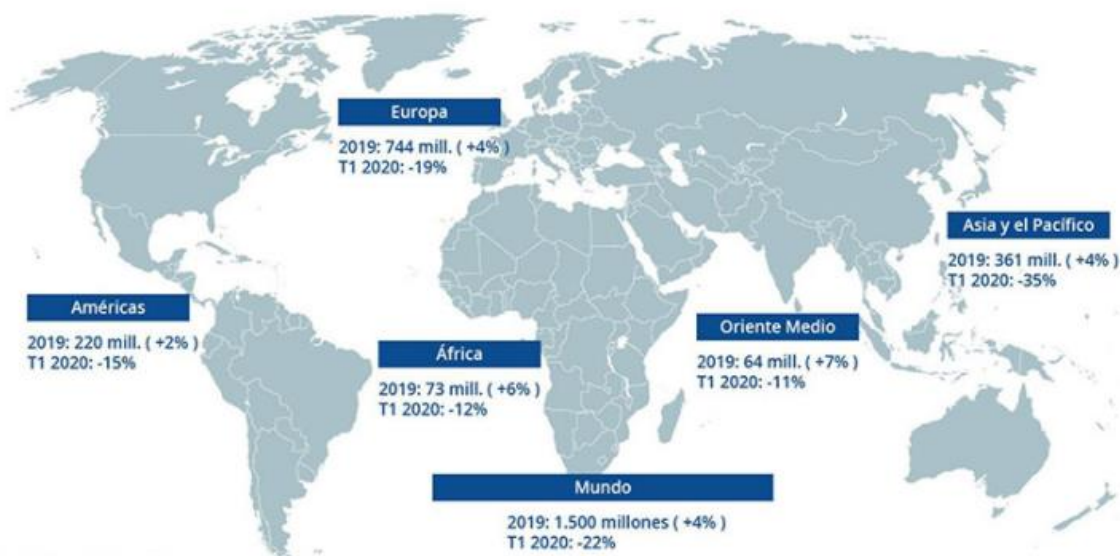 Europa
2019: 744 mill. ( +4% )
T1 2020: -19%
Asia y el Pacífico
2019: 361 mill. ( +4% )
T1 2020: -35%
Américas
2019: 220 mill. ( +2% )
T1 2020: -15%
África
2019: 73 mill. ( +6% )
T1 2020: -12%
Oriente Medio
2019: 64 mill. ( +7% )
T1 2020: -11%
Mundo
2019: 1.500 millones ( +4% )
T1 2020: -22%